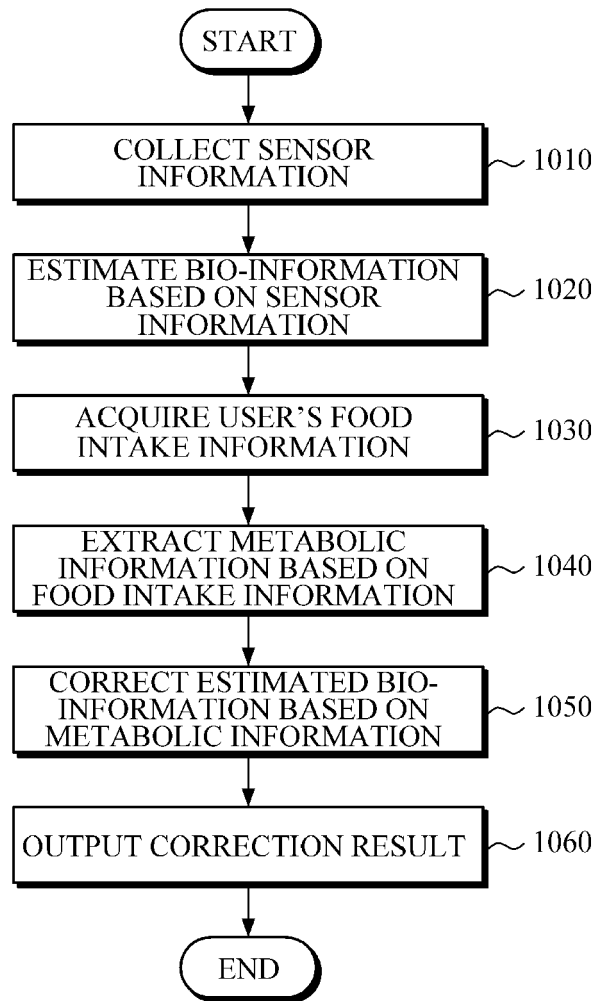 START
COLLECT SENSOR
INFORMATION
1010
ESTIMATE BIO-INFORMATION
BASED ON SENSOR
INFORMATION
1020
ACQUIRE USER'S FOOD
INTAKE INFORMATION
1030
EXTRACT METABOLIC
INFORMATION BASED ON
FOOD INTAKE INFORMATION
1040
CORRECT ESTIMATED BIO-
INFORMATION BASED ON
METABOLIC INFORMATION
1050
OUTPUT CORRECTION RESULT
1060
END